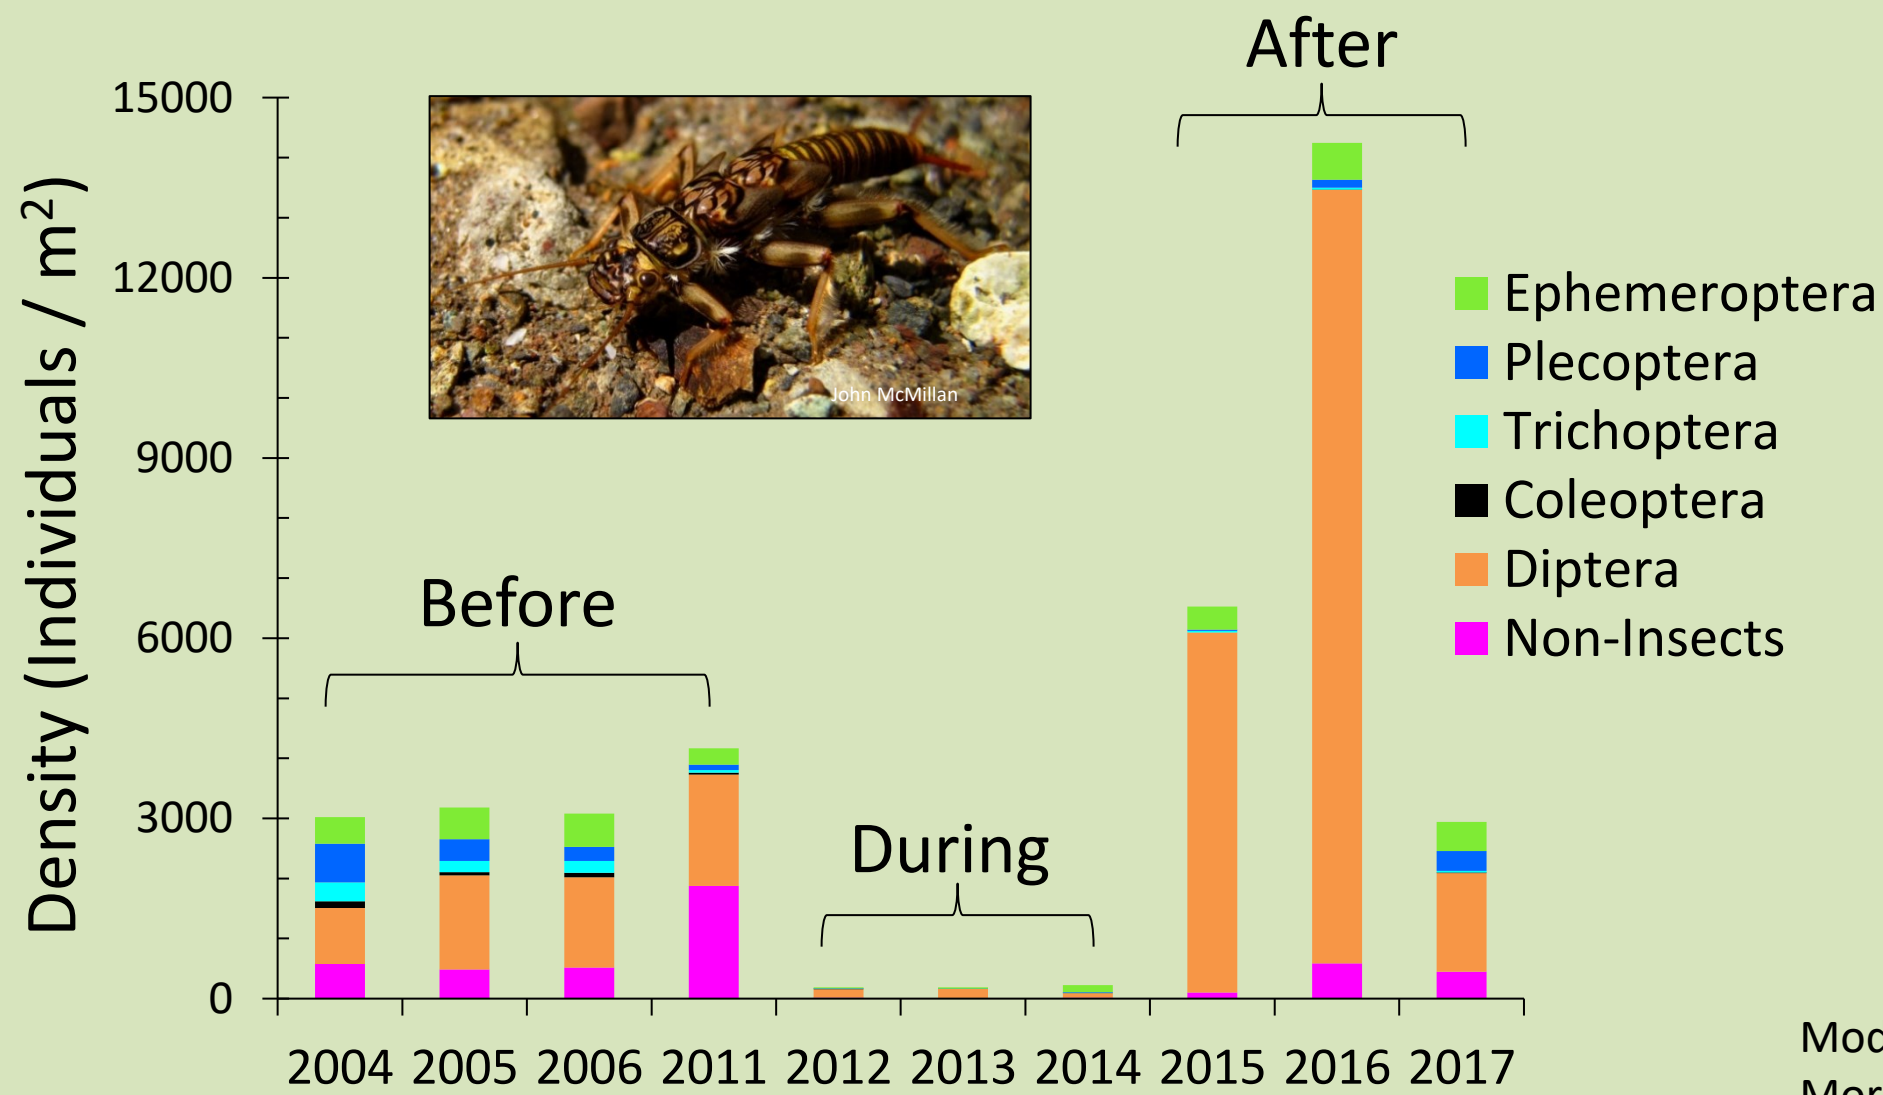 After
15000
12000
9000
6000
3000
0
Density (Individuals / m²)
John McMillan
Before
During
Ephemeroptera
Plecoptera
Trichoptera
Coleoptera
Diptera
Non-Insects
2004 2005 2006 2011 2012 2013 2014 2015 2016 2017